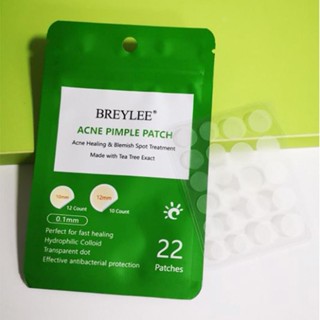 BREYLEE®
ACNE PIMPLE PATCH
Acne Healing & Blemish Spot Treatment
Made with Tea Tree Exact
12mm
12 Count
10 Count
0.1mm
Perfect for fast healing
Hydrophilic Colloid
Transparent dot
Effective antibacterial protection
22
Patches